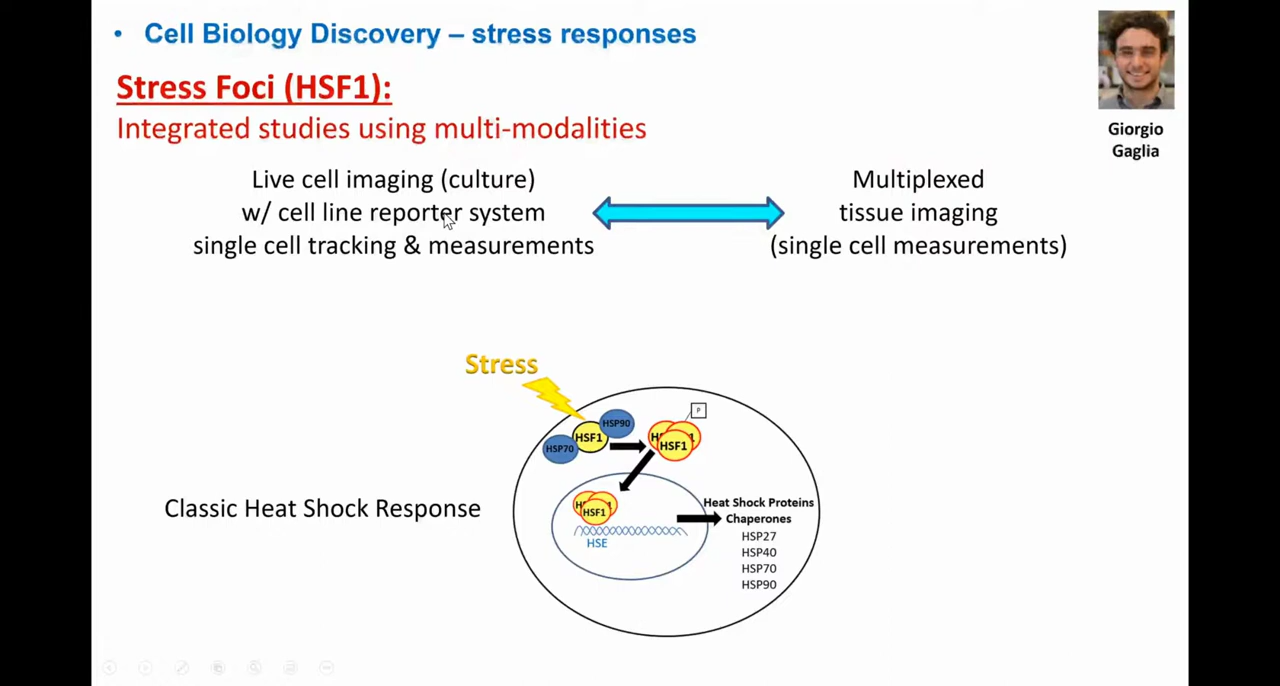 • Cell Biology Discovery – stress responses
Stress Foci (HSF1):
Integrated studies using multi-modalities
Giorgio
Gaglia
Live cell imaging (culture)
w/ cell line reporter system
single cell tracking & measurements
Multiplexed
tissue imaging
(single cell measurements)
Stress
HSP90
HSF1
HSP70
P
HSF1
Classic Heat Shock Response
HSF1
HSE
Heat Shock Proteins
Chaperones
HSP27
HSP40
HSP70
HSP90